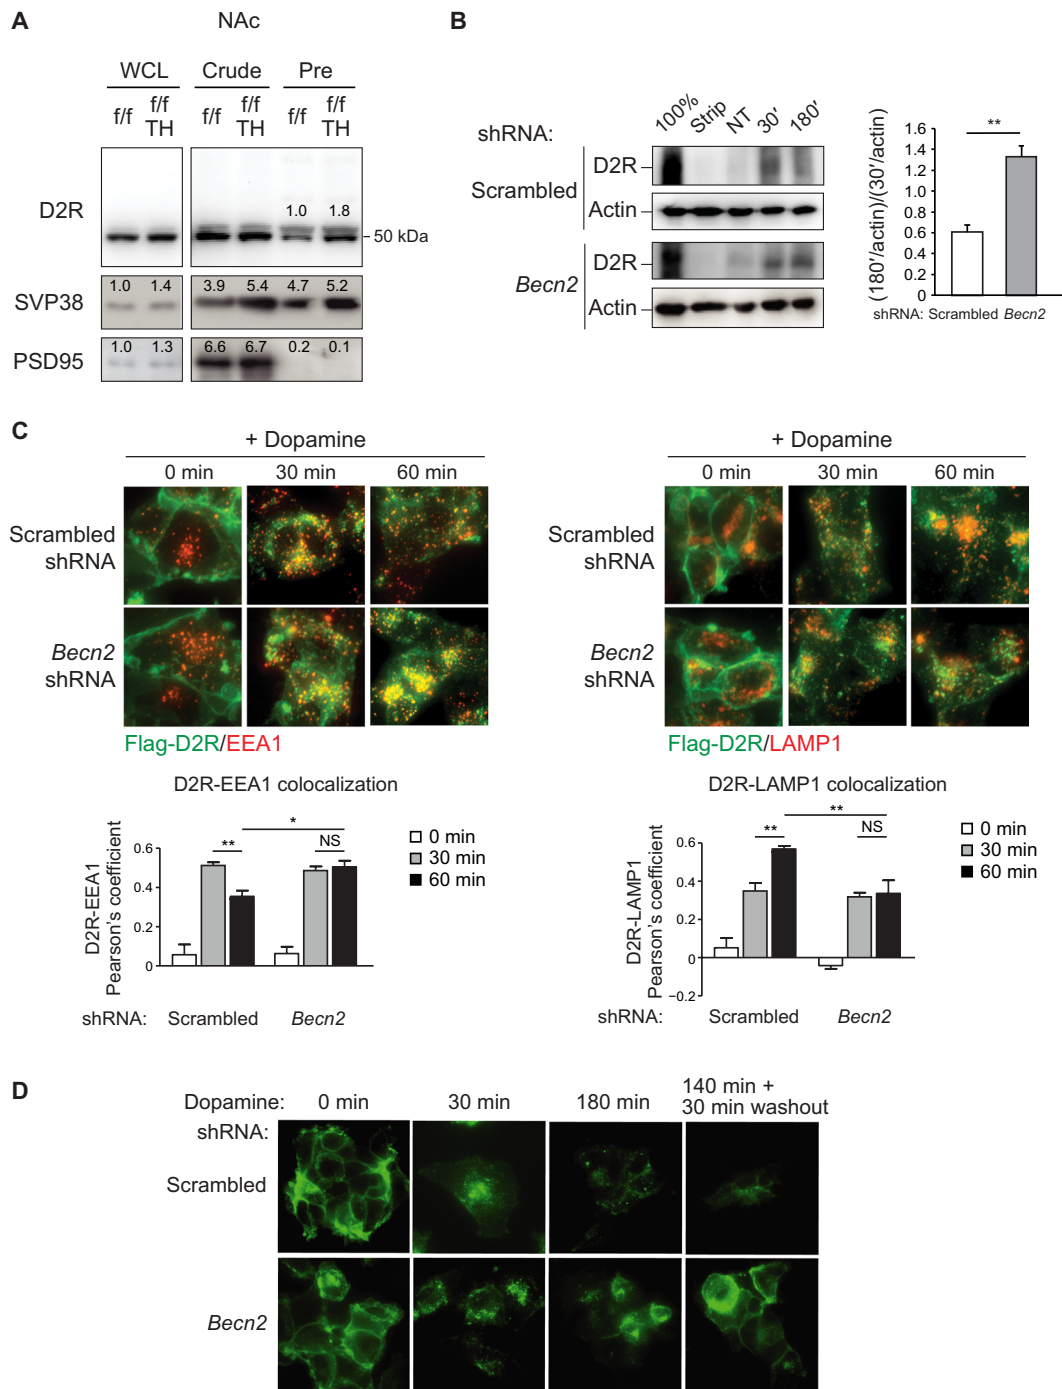 A
NAc
WCL Crude Pre
f/f f/f TH f/f f/f TH f/f f/f TH
D2R
1.0 1.8
50 kDa
SVP38
1.0 1.4 3.9 5.4 4.7 5.2
PSD95
1.0 1.3 6.6 6.7 0.2 0.1
B
shRNA:
100% Strip NT 30′ 180′
Scrambled
D2R
Actin
Becn2
D2R
Actin
(180′/actin)/(30′/actin)
1.6
1.4
1.2
1.0
0.8
0.6
0.4
0.2
0
**
shRNA: Scrambled Becn2
C
+ Dopamine
0 min 30 min 60 min
Scrambled
shRNA
Becn2
shRNA
Flag-D2R/EEA1
D2R-EEA1 colocalization
D2R-EEA1
Pearson's coefficient
0.6
0.4
0.2
0
**
*
NS
0 min
30 min
60 min
shRNA: Scrambled Becn2
+ Dopamine
0 min 30 min 60 min
Scrambled
shRNA
Becn2
shRNA
Flag-D2R/LAMP1
D2R-LAMP1 colocalization
D2R-LAMP1
Pearson's coefficient
0.6
0.4
0.2
0
−0.2
**
**
NS
0 min
30 min
60 min
shRNA: Scrambled Becn2
D
Dopamine: 0 min 30 min 180 min 140 min +
30 min washout
shRNA:
Scrambled
Becn2